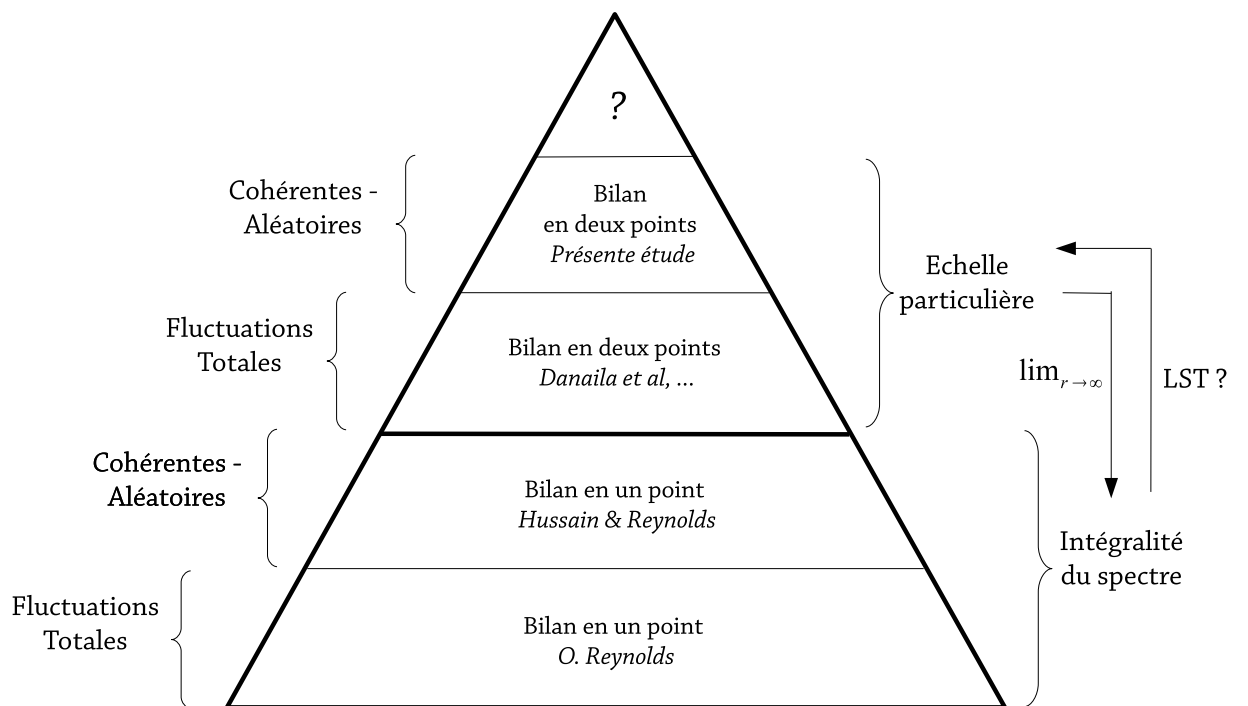 ?
Cohérentes -
Aléatoires
Bilan
en deux points
Présente étude
Echelle
particulière
Fluctuations
Totales
Bilan en deux points
Danaila et al, ...
lim r→∞
LST ?
Cohérentes -
Aléatoires
Bilan en un point
Hussain & Reynolds
Intégralité
du spectre
Fluctuations
Totales
Bilan en un point
O. Reynolds